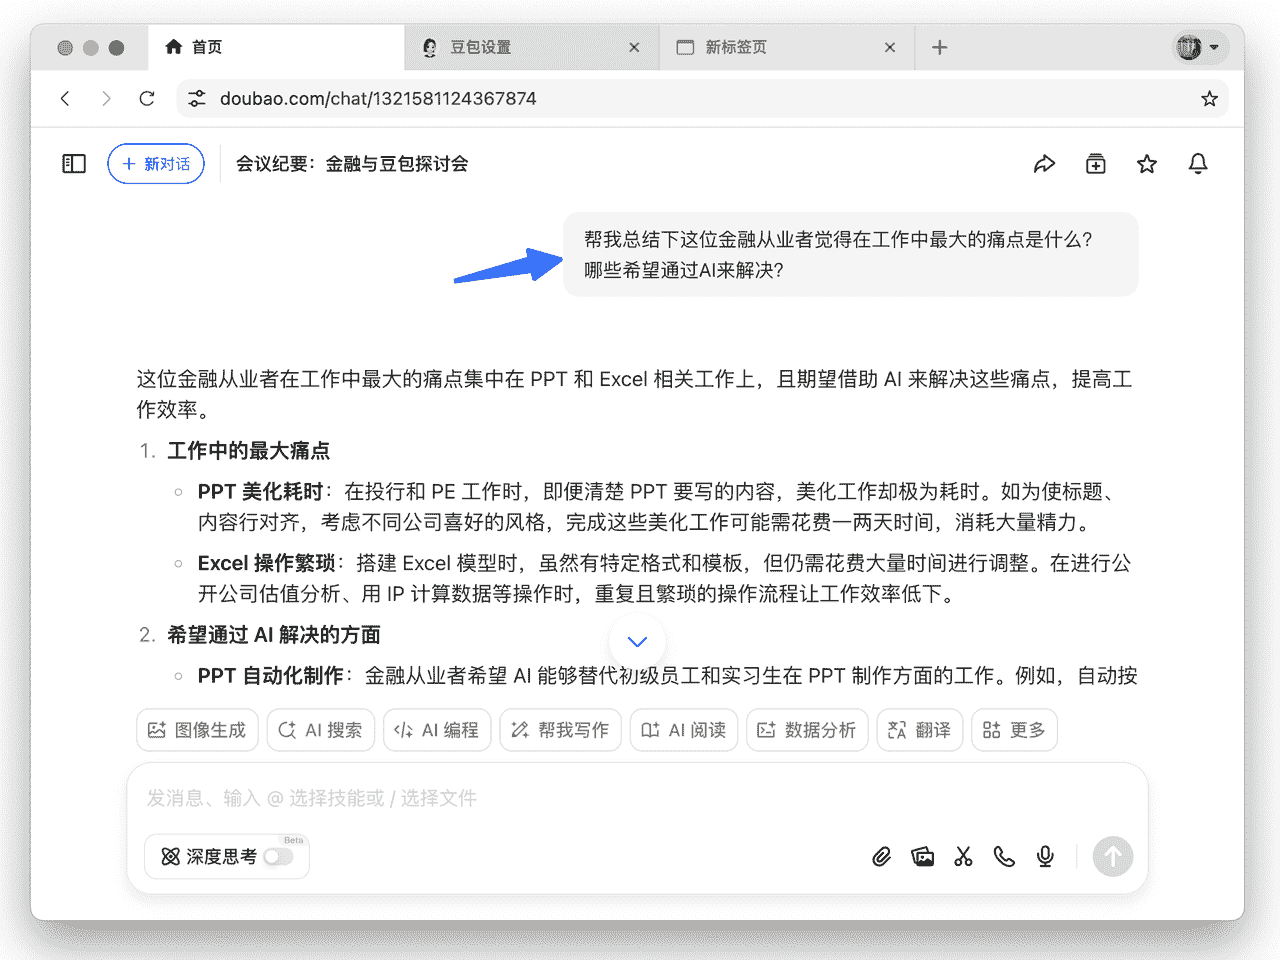 首页
豆包设置
新标签页
doubao.com/chat/1321581124367874
新对话
会议纪要：金融与豆包探讨会
帮我总结下这位金融从业者觉得在工作中最大的痛点是什么？
哪些希望通过AI来解决？
这位金融从业者在工作中最大的痛点集中在 PPT 和 Excel 相关工作上，且期望借助 AI 来解决这些痛点，提高工
作效率。
1. 工作中的最大痛点
PPT 美化耗时：在投行和 PE 工作时，即便清楚 PPT 要写的内容，美化工作却极为耗时。如为使标题、
内容行对齐，考虑不同公司喜好的风格，完成这些美化工作可能需花费一两天时间，消耗大量精力。
Excel 操作繁琐：搭建 Excel 模型时，虽然有特定格式和模板，但仍需花费大量时间进行调整。在进行公
开公司估值分析、用 IP 计算数据等操作时，重复且繁琐的操作流程让工作效率低下。
2. 希望通过 AI 解决的方面
PPT 自动化制作：金融从业者希望 AI 能够替代初级员工和实习生在 PPT 制作方面的工作。例如，自动按
图像生成
AI 搜索
AI 编程
帮我写作
AI 阅读
数据分析
翻译
更多
发消息、输入 @ 选择技能或 / 选择文件
深度思考
Beta